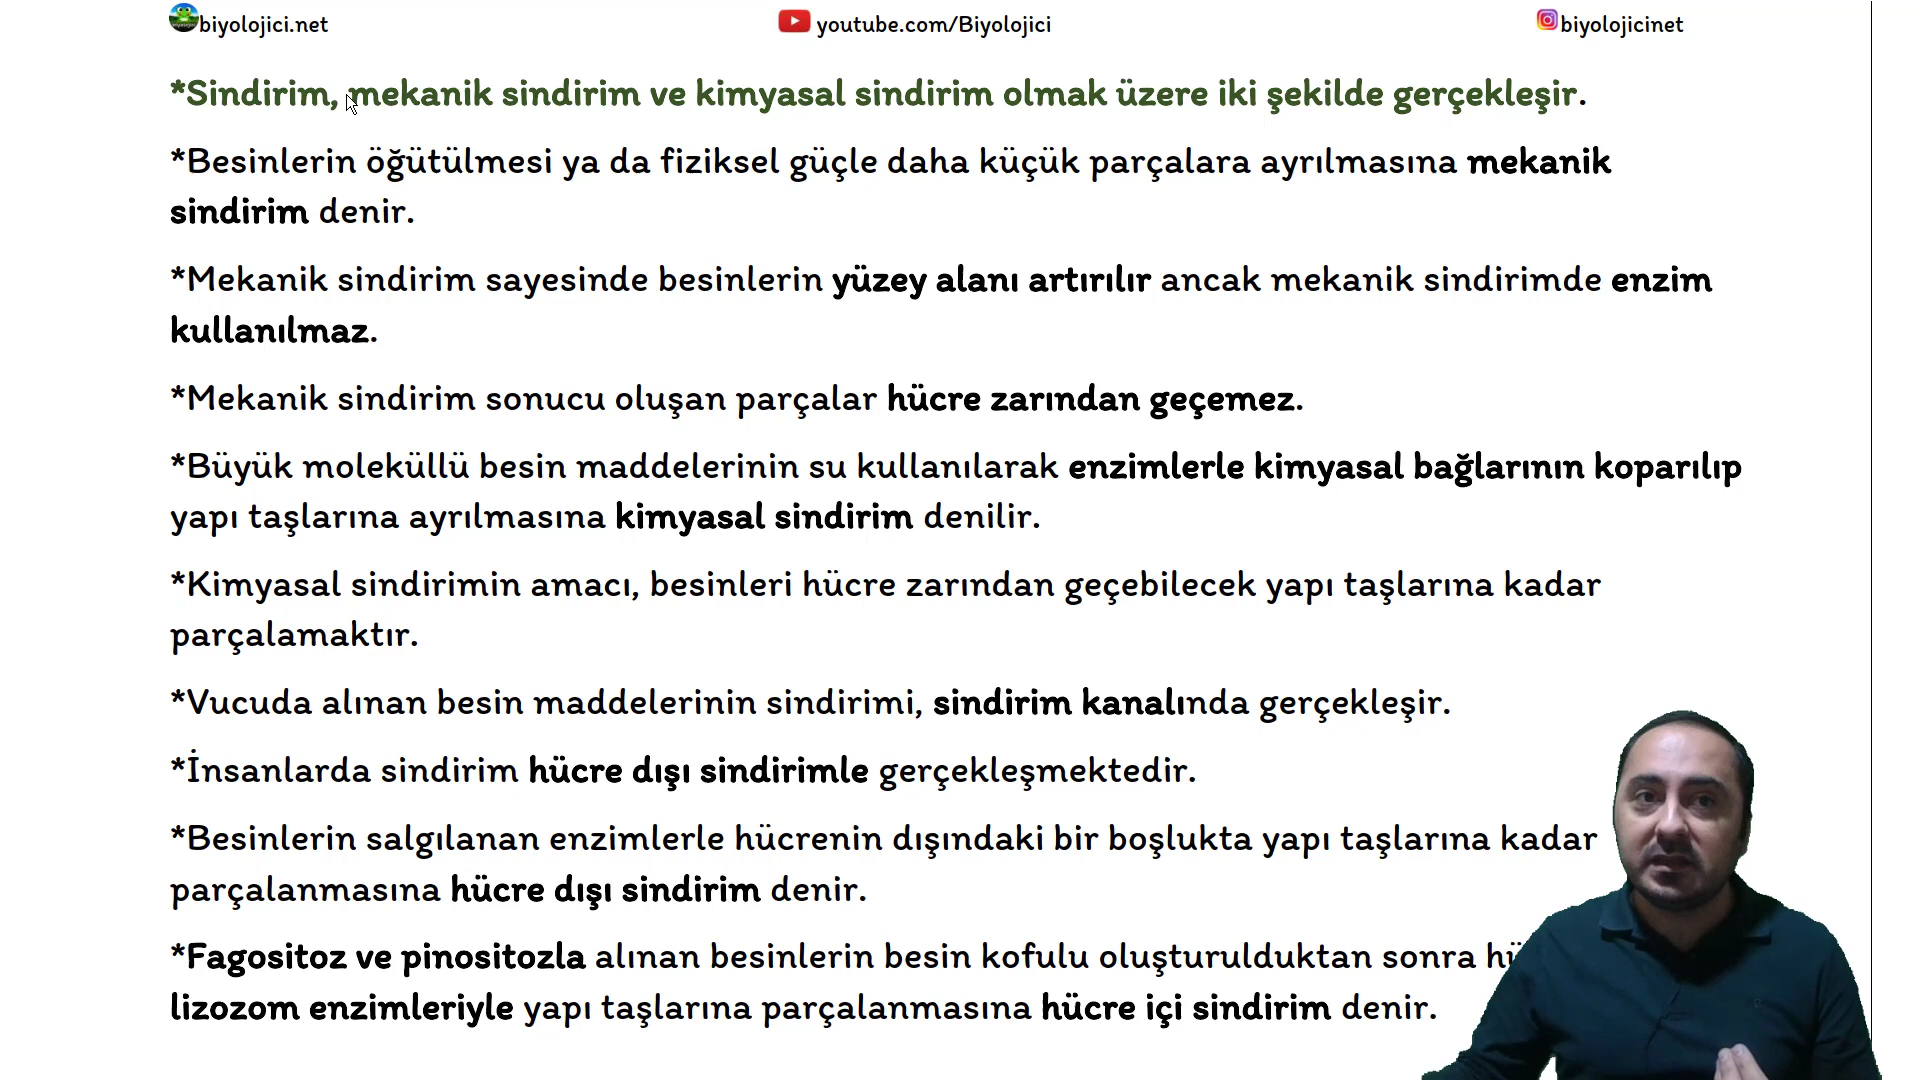 biyolojici.net
youtube.com/Biyolojici
biyolojicinet
*Sindirim, mekanik sindirim ve kimyasal sindirim olmak üzere iki şekilde gerçekleşir.
*Besinlerin öğütülmesi ya da fiziksel güçle daha küçük parçalara ayrılmasına mekanik
sindirim denir.
*Mekanik sindirim sayesinde besinlerin yüzey alanı artırılır ancak mekanik sindirimde enzim
kullanılmaz.
*Mekanik sindirim sonucu oluşan parçalar hücre zarından geçemez.
*Büyük moleküllü besin maddelerinin su kullanılarak enzimlerle kimyasal bağlarının koparılıp
yapı taşlarına ayrılmasına kimyasal sindirim denilir.
*Kimyasal sindirimin amacı, besinleri hücre zarından geçebilecek yapı taşlarına kadar
parçalamaktır.
*Vucuda alınan besin maddelerinin sindirimi, sindirim kanalında gerçekleşir.
*İnsanlarda sindirim hücre dışı sindirimle gerçekleşmektedir.
*Besinlerin salgılanan enzimlerle hücrenin dışındaki bir boşlukta yapı taşlarına kadar
parçalanmasına hücre dışı sindirim denir.
*Fagositoz ve pinositozla alınan besinlerin besin kofulu oluşturulduktan sonra
lizozom enzimleriyle yapı taşlarına parçalanmasına hücre içi sindirim denir.